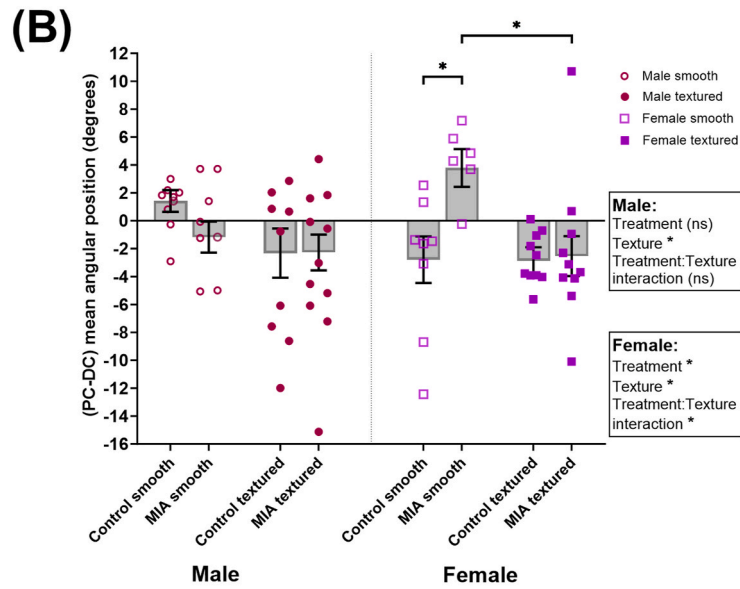 (B)
(PC-DC) mean angular position (degrees)
12
10
8
6
4
2
0
-2
-4
-6
-8
-10
-12
-14
-16
*
*
Male smooth
Male textured
Female smooth
Female textured
Male:
Treatment (ns)
Texture *
Treatment:Texture
interaction (ns)
Female:
Treatment *
Texture *
Treatment:Texture
interaction *
Control smooth
MIA smooth
Control textured
MIA textured
Control smooth
MIA smooth
Control textured
MIA textured
Male
Female